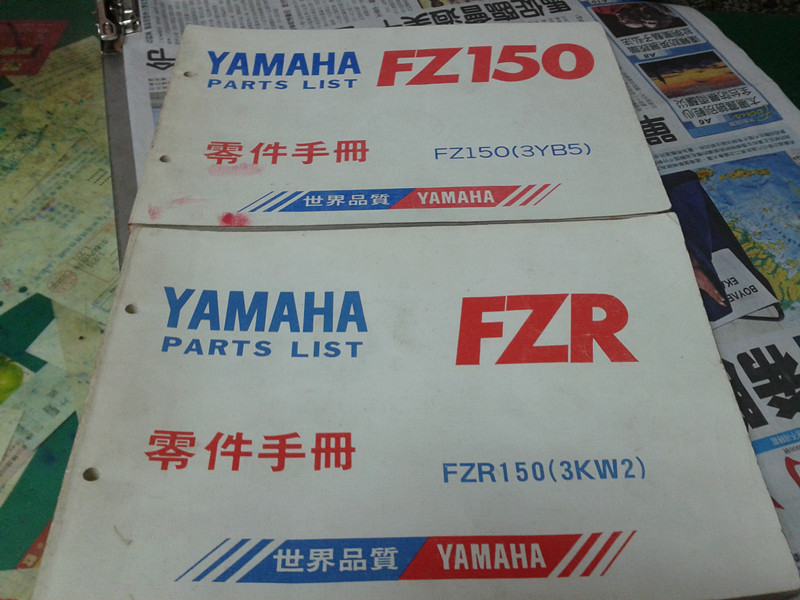 YAMAHA FZ150
PARTS LIST
零件手冊 FZ150(3YB5)
世界品質 YAMAHA
YAMAHA FZR
PARTS LIST
零件手冊 FZR150(3KW2)
世界品質 YAMAHA